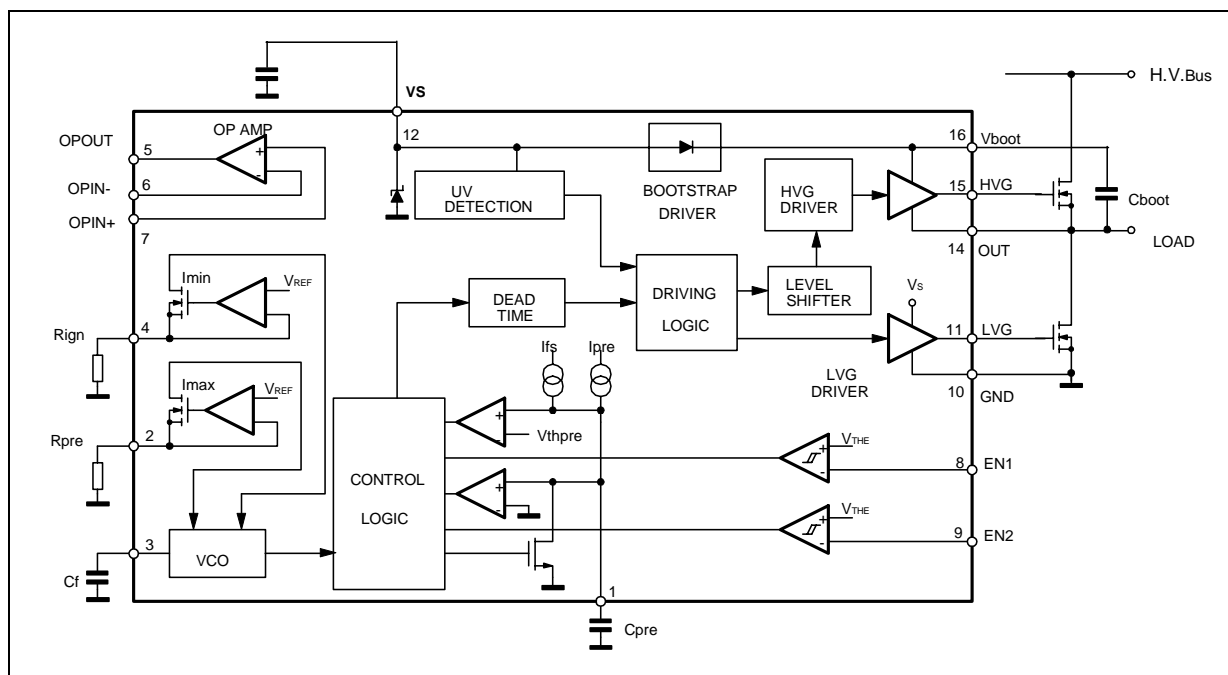 H.V.Bus
VS
OP AMP
OPOUT
5
+
-
6
OPIN-
OPIN+
7
12
16
Vboot
UV
DETECTION
BOOTSTRAP
DRIVER
HVG
DRIVER
15
HVG
Cboot
14
OUT
LOAD
Imin
VREF
Rign
4
DEAD
TIME
DRIVING
LOGIC
LEVEL
SHIFTER
VS
11
LVG
LVG
DRIVER
10
GND
Ifs
Ipre
Imax
VREF
Rpre
2
+
-
Vthpre
VTHE
+
-
8
EN1
CONTROL
LOGIC
+
-
VTHE
+
-
9
EN2
3
VCO
Cf
1
Cpre